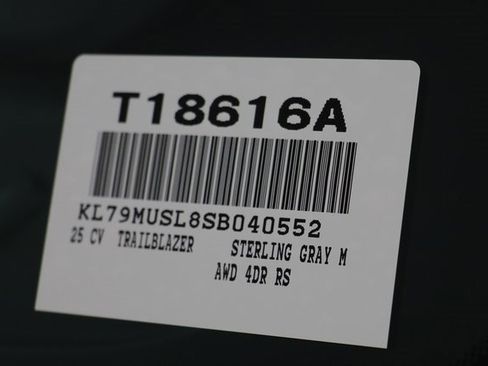 T18616A
KL79MUSL8SB040552
25 CV TRAILBLAZER STERLING GRAY M
AWD 4DR RS